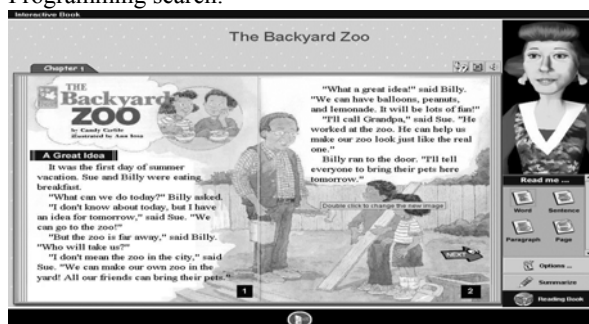 Programming search.
Interactive Book
The Backyard Zoo
Chapter 1
THE
Backyard
ZOO
by Candy Carlile
illustrated by Ann Iosa
A Great Idea
It was the first day of summer
vacation. Sue and Billy were eating
breakfast.
"What can we do today?" Billy asked.
"I don't know about today, but I have
an idea for tomorrow," said Sue. "We
can go to the zoo!"
"But the zoo is far away," said Billy.
"Who will take us?"
"I don't mean the zoo in the city," said
Sue. "We can make our own zoo in the
yard! All our friends can bring their pets."
1
"What a great idea!" said Billy.
"We can have balloons, peanuts,
and lemonade. It will be lots of fun!"
"I'll call Grandpa," said Sue. "He
worked at the zoo. He can help us
make our zoo look just like the real
one."
Billy ran to the door. "I'll tell
everyone to bring their pets here
tomorrow."
Double click to change the new image
NEXT
2
Read me ...
Word
Sentence
Paragraph
Page
Options ...
Summarize
Reading Book